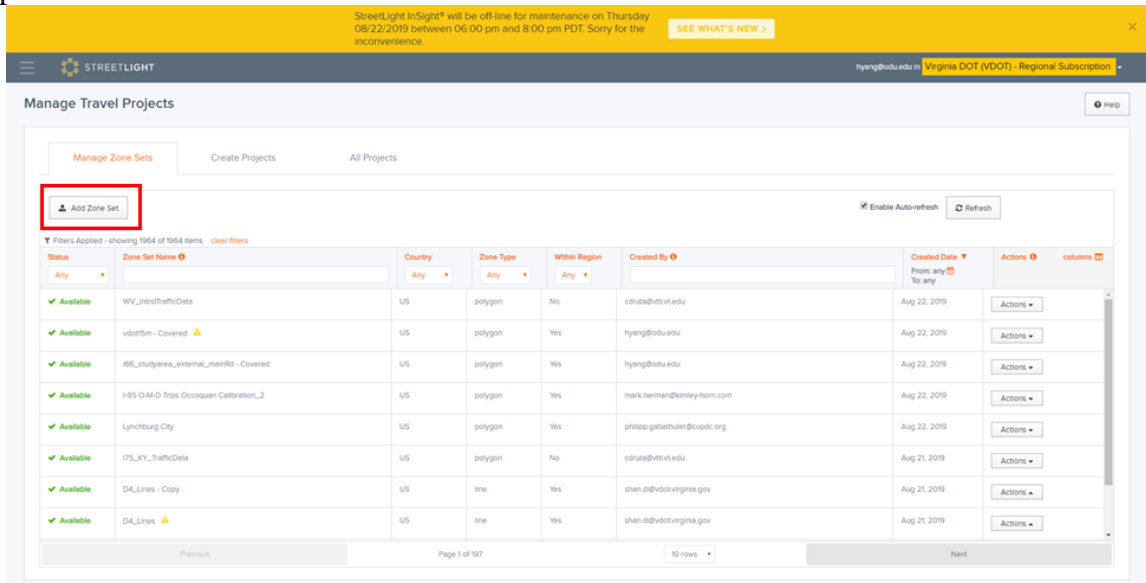 StreetLight InSight® will be off-line for maintenance on Thursday
08/22/2019 between 06:00 pm and 8:00 pm PDT. Sorry for the
inconvenience.
SEE WHAT'S NEW >
STREETLIGHT
hyang@odu.edu in Virginia DOT (VDOT) - Regional Subscription
Manage Travel Projects
Help
Manage Zone Sets Create Projects All Projects
Add Zone Set
Enable Auto-refresh Refresh
Filters Applied - showing 1964 of 1964 items clear filters
Status Zone Set Name Country Zone Type Within Region Created By Created Date Actions columns
Any Any Any Any From: any
To: any
Available WV_IntrstTrafficData US polygon No cdruta@vtti.vt.edu Aug 22, 2019 Actions
Available vdot15m - Covered US polygon Yes hyang@odu.edu Aug 22, 2019 Actions
Available I66_studyarea_external_mainRd - Covered US polygon Yes hyang@odu.edu Aug 22, 2019 Actions
Available I-95 O-M-D Trips Occoquan Calibration_2 US polygon Yes mark.herman@kimley-horn.com Aug 22, 2019 Actions
Available Lynchburg City US polygon Yes philipp.gabathuler@cvpdc.org Aug 22, 2019 Actions
Available I75_KY_TrafficData US polygon No cdruta@vtti.vt.edu Aug 21, 2019 Actions
Available D4_Lines - Copy US line Yes shan.di@vdot.virginia.gov Aug 21, 2019 Actions
Available D4_Lines US line Yes shan.di@vdot.virginia.gov Aug 21, 2019 Actions
Previous Page 1 of 197 10 rows Next